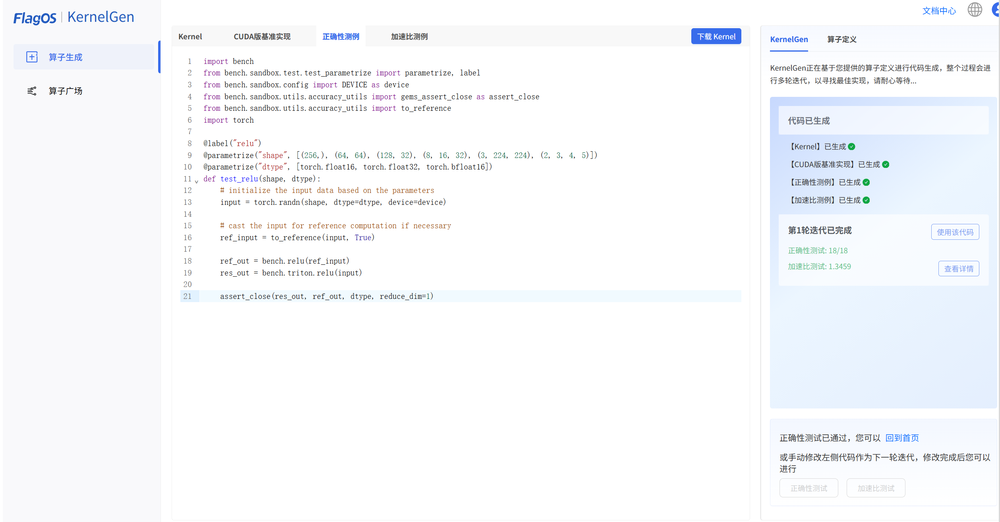 FlagOS | KernelGen
文档中心
算子生成
算子广场
Kernel
CUDA版基准实现
正确性测例
加速比测例
下载 Kernel
1 import bench
2 from bench.sandbox.test.test_parametrize import parametrize, label
3 from bench.sandbox.config import DEVICE as device
4 from bench.sandbox.utils.accuracy_utils import gems_assert_close as assert_close
5 from bench.sandbox.utils.accuracy_utils import to_reference
6 import torch
7
8 @label("relu")
9 @parametrize("shape", [(256,), (64, 64), (128, 32), (8, 16, 32), (3, 224, 224), (2, 3, 4, 5)])
10 @parametrize("dtype", [torch.float16, torch.float32, torch.bfloat16])
11 def test_relu(shape, dtype):
12     # initialize the input data based on the parameters
13     input = torch.randn(shape, dtype=dtype, device=device)
14
15     # cast the input for reference computation if necessary
16     ref_input = to_reference(input, True)
17
18     ref_out = bench.relu(ref_input)
19     res_out = bench.triton.relu(input)
20
21     assert_close(res_out, ref_out, dtype, reduce_dim=1)
KernelGen
算子定义
KernelGen正在基于您提供的算子定义进行代码生成，整个过程会进
行多轮迭代，以寻找最佳实现，请耐心等待...
代码已生成
【Kernel】已生成
【CUDA版基准实现】已生成
【正确性测例】已生成
【加速比测例】已生成
第1轮迭代已完成
使用该代码
正确性测试: 18/18
加速比测试: 1.3459
查看详情
正确性测试已通过，您可以 回到首页
或手动修改左侧代码作为下一轮迭代，修改完成后您可以
进行
正确性测试
加速比测试